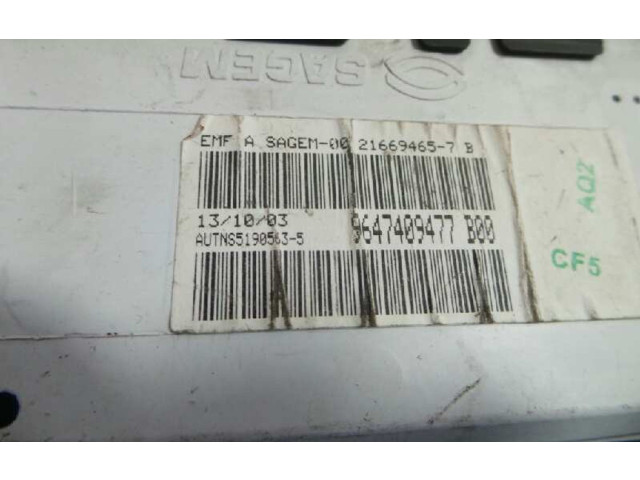 SAGEM
EMF A SAGEM-00 21669465-7 B
13/10/03
9647409477 B00
AUTNS5190563-5
AQ2
CF5